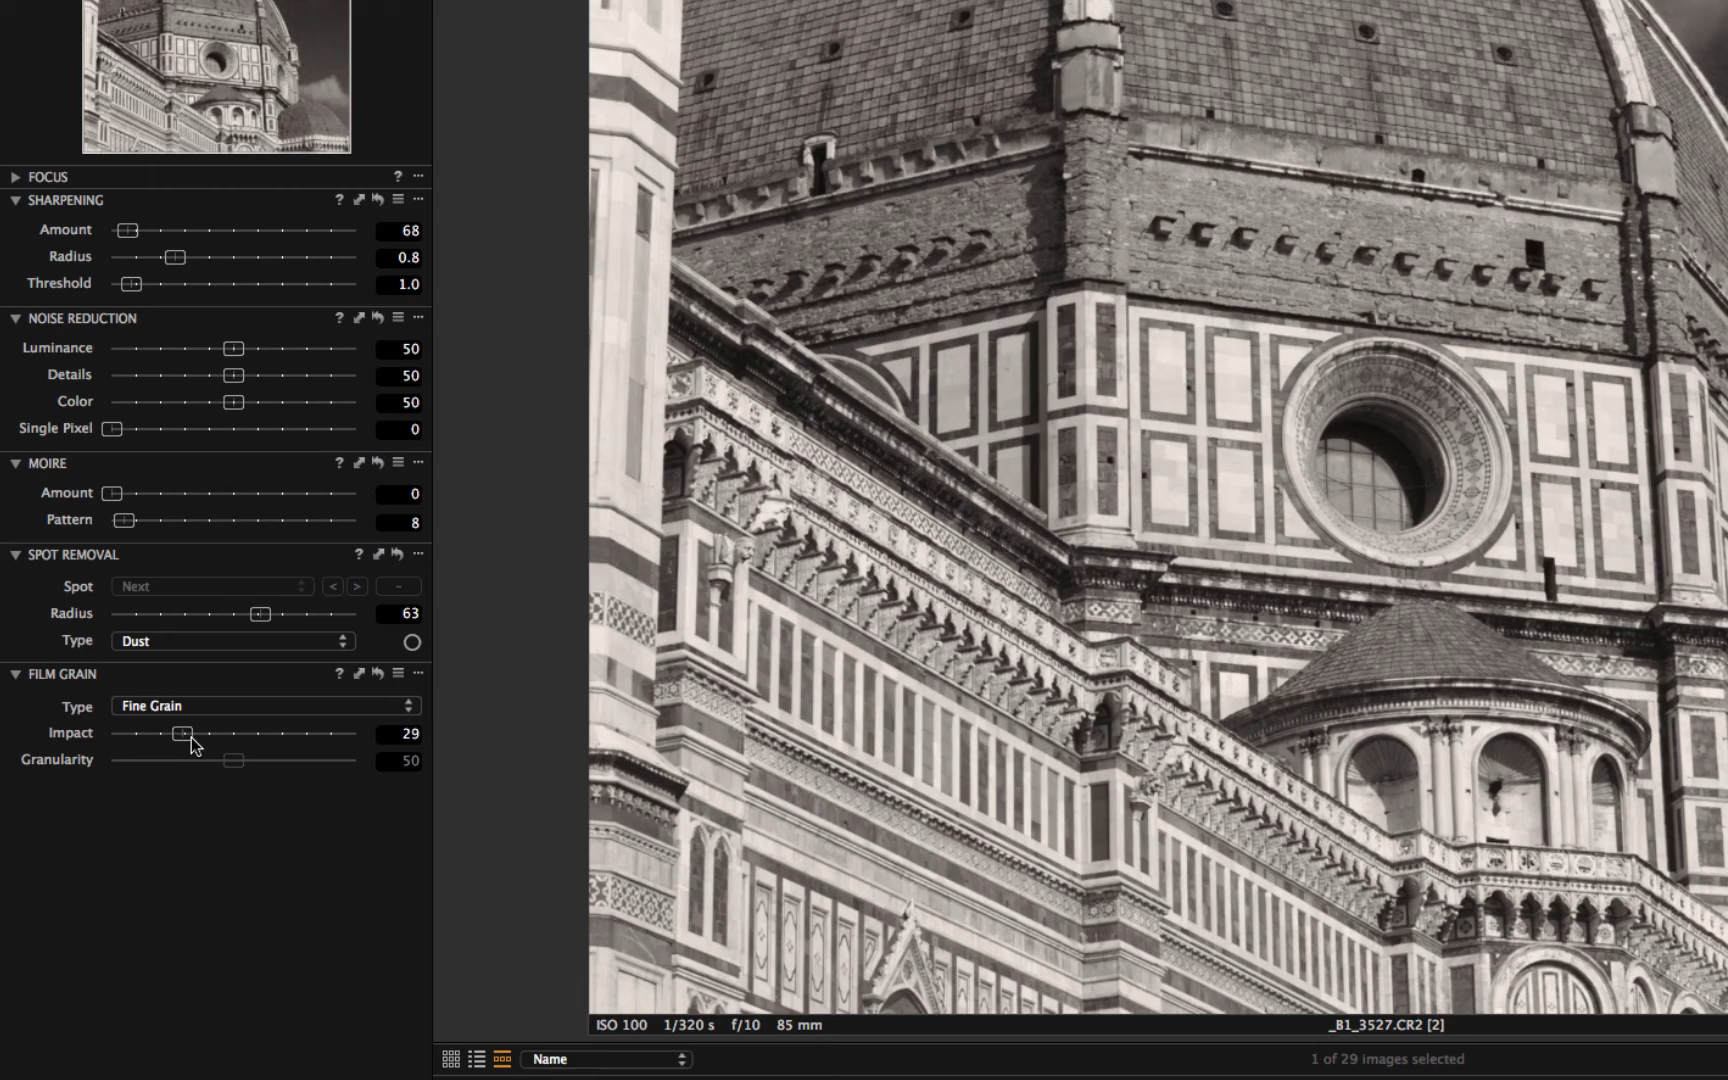 FOCUS ? ...
SHARPENING ? ...
Amount 68
Radius 0.8
Threshold 1.0
NOISE REDUCTION ? ...
Luminance 50
Details 50
Color 50
Single Pixel 0
MOIRE ? ...
Amount 0
Pattern 8
SPOT REMOVAL ? ...
Spot Next < > -
Radius 63
Type Dust
FILM GRAIN ? ...
Type Fine Grain
Impact 29
Granularity 50
ISO 100 1/320 s f/10 85 mm _B1_3527.CR2 [2]
Name 1 of 29 images selected